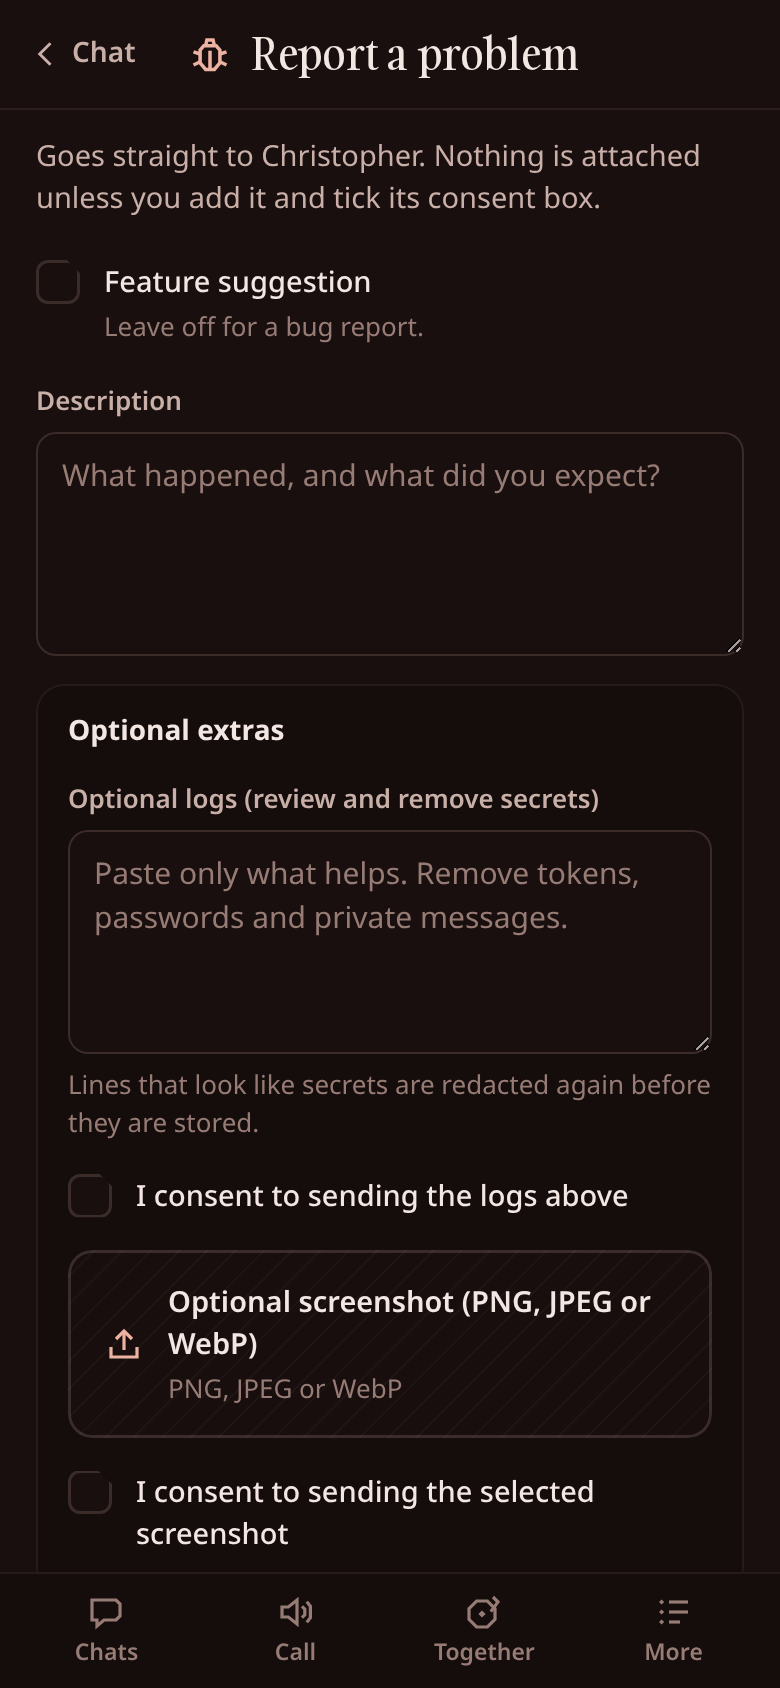 Chat
Report a problem
Goes straight to Christopher. Nothing is attached
unless you add it and tick its consent box.
Feature suggestion
Leave off for a bug report.
Description
What happened, and what did you expect?
Optional extras
Optional logs (review and remove secrets)
Paste only what helps. Remove tokens,
passwords and private messages.
Lines that look like secrets are redacted again before
they are stored.
I consent to sending the logs above
Optional screenshot (PNG, JPEG or
WebP)
PNG, JPEG or WebP
I consent to sending the selected
screenshot
Chats
Call
Together
More